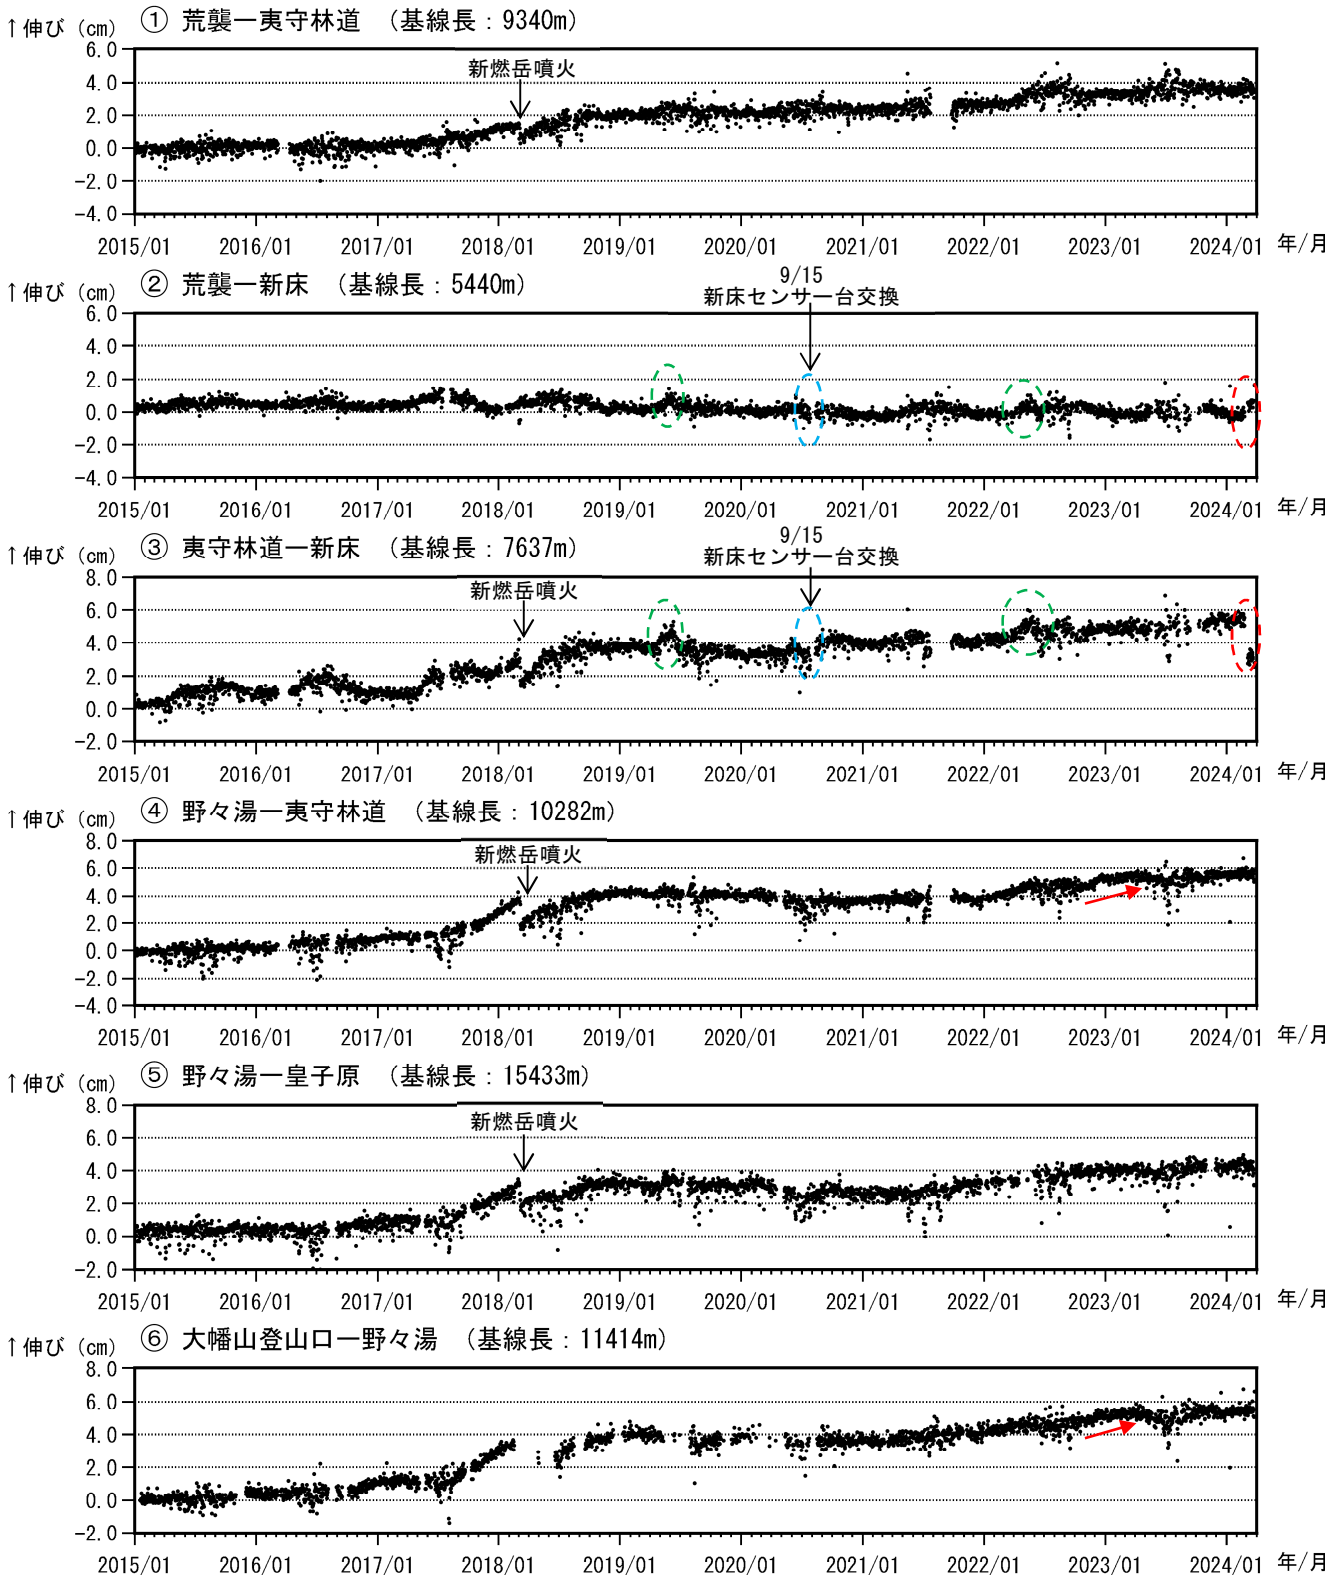 ↑伸び (cm) ① 荒襲ー夷守林道 (基線長:9340m)
6.0
新燃岳噴火
4.0
2.0
0.0
-2.0
-4.0
2015/01 2016/01 2017/01 2018/01 2019/01 2020/01 2021/01 2022/01 2023/01 2024/01 年/月
↑伸び (cm) ② 荒襲ー新床 (基線長:5440m)
9/15
新床センサー台交換
6.0
4.0
2.0
0.0
-2.0
-4.0
2015/01 2016/01 2017/01 2018/01 2019/01 2020/01 2021/01 2022/01 2023/01 2024/01 年/月
↑伸び (cm) ③ 夷守林道ー新床 (基線長:7637m)
9/15
新床センサー台交換
8.0
新燃岳噴火
6.0
4.0
2.0
0.0
-2.0
2015/01 2016/01 2017/01 2018/01 2019/01 2020/01 2021/01 2022/01 2023/01 2024/01 年/月
↑伸び (cm) ④ 野々湯ー夷守林道 (基線長:10282m)
8.0
新燃岳噴火
6.0
4.0
2.0
0.0
-2.0
-4.0
2015/01 2016/01 2017/01 2018/01 2019/01 2020/01 2021/01 2022/01 2023/01 2024/01 年/月
↑伸び (cm) ⑤ 野々湯ー皇子原 (基線長:15433m)
8.0
新燃岳噴火
6.0
4.0
2.0
0.0
-2.0
2015/01 2016/01 2017/01 2018/01 2019/01 2020/01 2021/01 2022/01 2023/01 2024/01 年/月
↑伸び (cm) ⑥ 大幡山登山口ー野々湯 (基線長:11414m)
8.0
6.0
4.0
2.0
0.0
-2.0
2015/01 2016/01 2017/01 2018/01 2019/01 2020/01 2021/01 2022/01 2023/01 2024/01 年/月